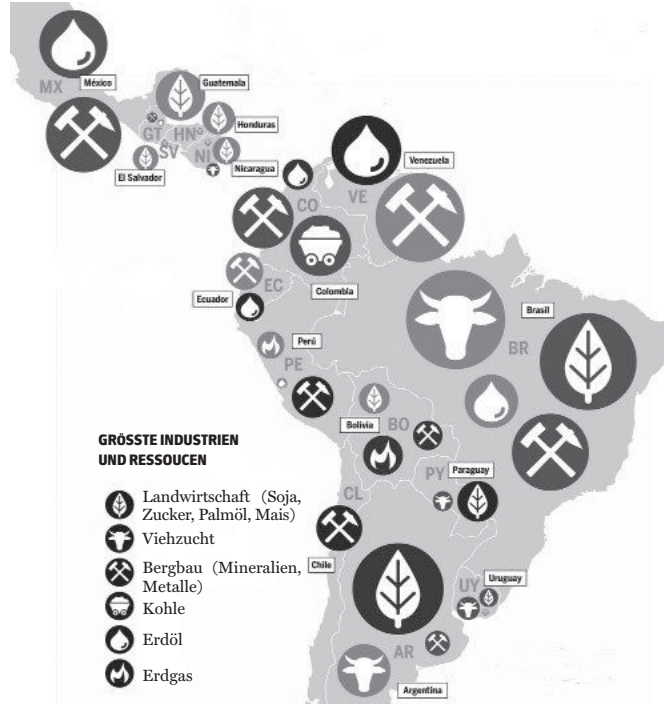 MX
México
Guatemala
GT
HN
Honduras
SV
NI
El Salvador
Nicaragua
Venezuela
VE
CO
Colombia
EC
Ecuador
Brasil
BR
Perú
PE
Bolivia
BO
GRÖSSTE INDUSTRIEN
UND RESSOUCEN
Landwirtschaft (Soja,
Zucker, Palmöl, Mais)
Viehzucht
Bergbau (Mineralien,
Metalle)
Kohle
Erdöl
Erdgas
PY
Paraguay
CL
Chile
UY
Uruguay
AR
Argentina